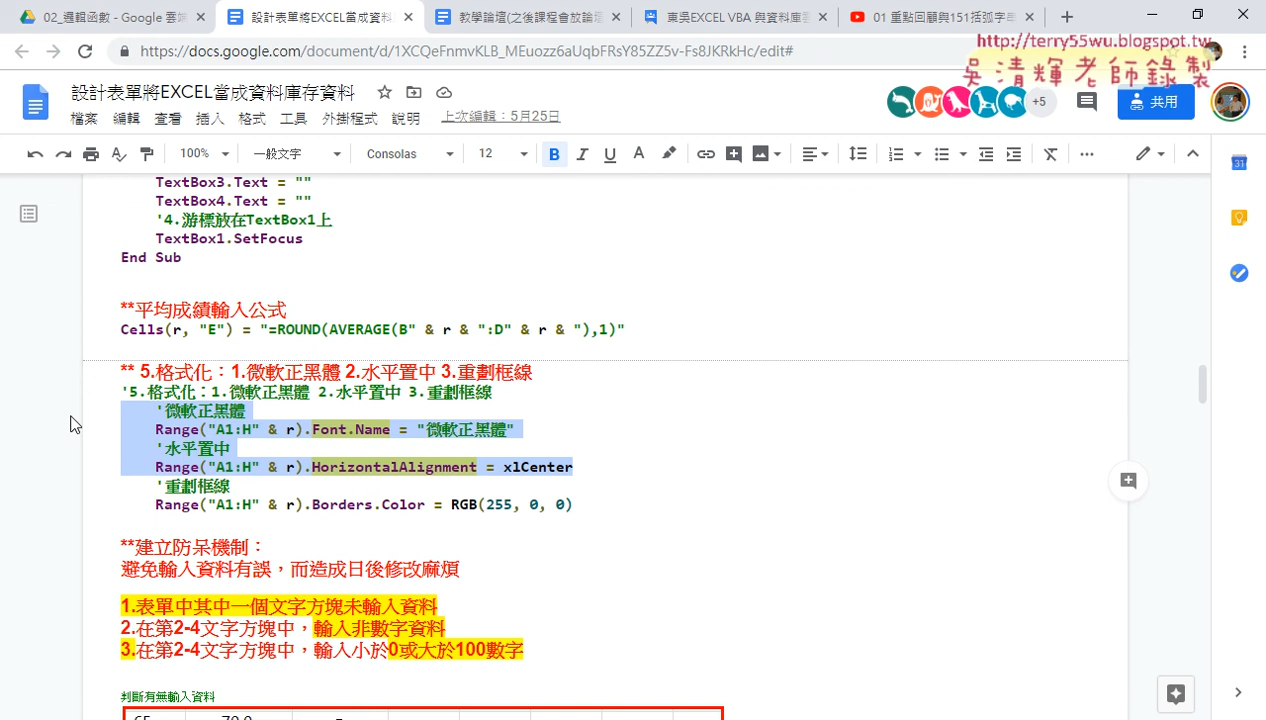 02_邏輯函數 - Google 雲端
設計表單將EXCEL當成資料
教學論壇(之後課程會放論壇
東吳EXCEL VBA 與資料庫
01 重點回顧與151括弧字串
https://docs.google.com/document/d/1XCQeFnmvKLB_MEuozz6aUqbFRsY85ZZ5v-Fs8JKRkHc/edit#
http://terry55wu.blogspot.tw
吳清輝老師錄製
設計表單將EXCEL當成資料庫存資料
檔案 編輯 查看 插入 格式 工具 外掛程式 說明 上次編輯：5月25日
+5
共用
100% 一般文字 Consolas 12 B I U A
TextBox3.Text = ""
TextBox4.Text = ""
'4.游標放在TextBox1上
TextBox1.SetFocus
End Sub
**平均成績輸入公式
Cells(r, "E") = "=ROUND(AVERAGE(B" & r & ":D" & r & "),1)"
** 5.格式化：1.微軟正黑體 2.水平置中 3.重劃框線
'5.格式化：1.微軟正黑體 2.水平置中 3.重劃框線
'微軟正黑體
Range("A1:H" & r).Font.Name = "微軟正黑體"
'水平置中
Range("A1:H" & r).HorizontalAlignment = xlCenter
'重劃框線
Range("A1:H" & r).Borders.Color = RGB(255, 0, 0)
**建立防呆機制：
避免輸入資料有誤，而造成日後修改麻煩
1.表單中其中一個文字方塊未輸入資料
2.在第2-4文字方塊中，輸入非數字資料
3.在第2-4文字方塊中，輸入小於0或大於100數字
判斷有無輸入資料